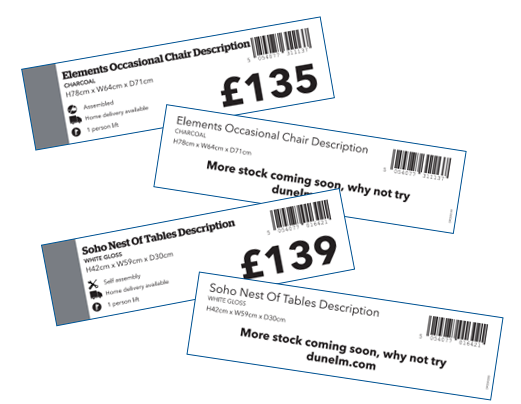 Elements Occasional Chair Description
CHARCOAL
H78cm x W64cm x D71cm
Assembled
Home delivery available
1 person lift
5 054077 311137
£135
Elements Occasional Chair Description
CHARCOAL
H78cm x W64cm x D71cm
5 054077 311137
More stock coming soon, why not try
dunelm
Soho Nest Of Tables Description
WHITE GLOSS
H42cm x W59cm x D30cm
Self assembly
Home delivery available
1 person lift
5 054077 016421
£139
Soho Nest Of Tables Description
WHITE GLOSS
H42cm x W59cm x D30cm
5 054077 016421
More stock coming soon, why not try
dunelm.com